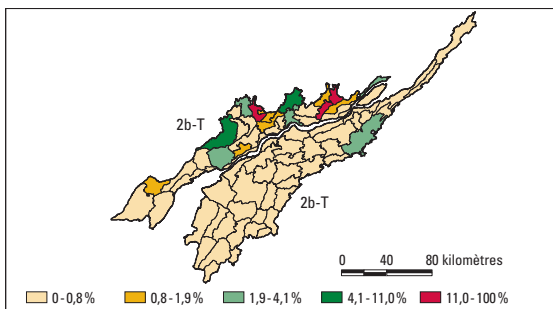 2b-T
2b-T
0 40 80 kilomètres
0 - 0,8 % 0,8 - 1,9 % 1,9 - 4,1 % 4,1 - 11,0 % 11,0 - 100 %